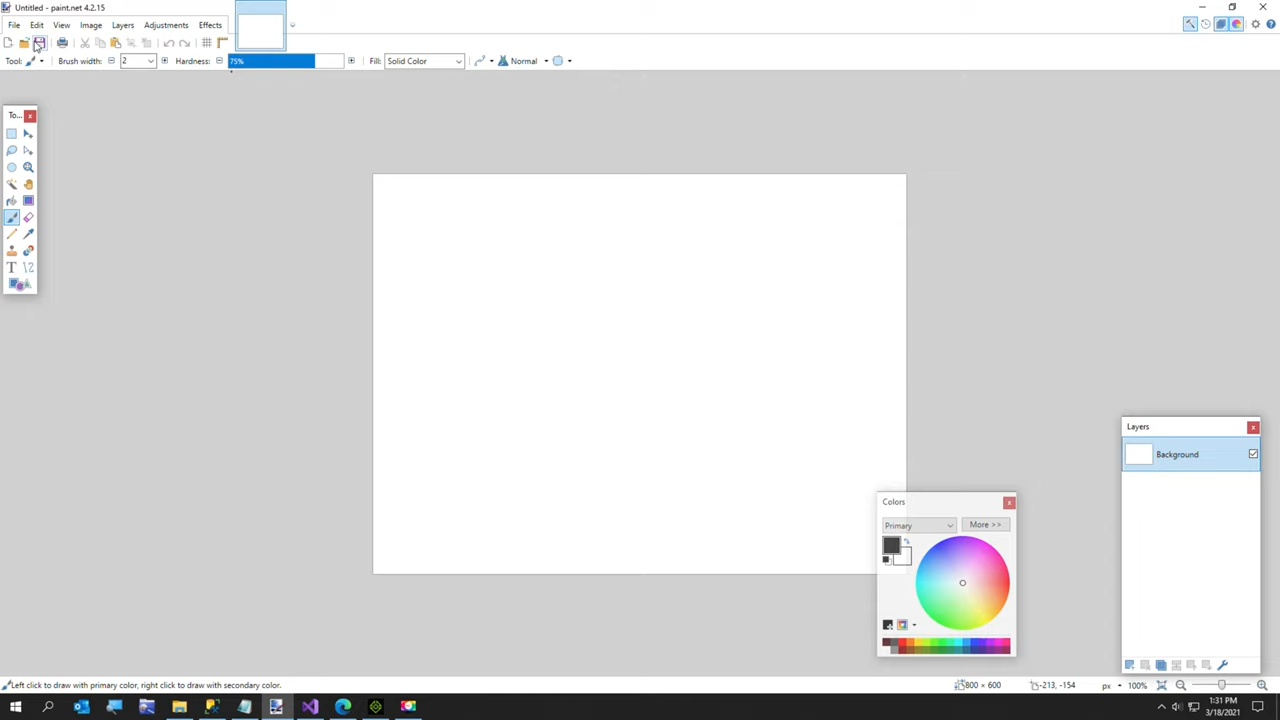 Untitled - paint.net 4.2.15
File Edit View Image Layers Adjustments Effects
Tool: Brush width: 2 Hardness: 75% Fill: Solid Color Normal
To...
Layers
Background
Colors
Primary More >>
Left click to draw with primary color, right click to draw with secondary color.
800 × 600 -213, -154 px 100%
1:31 PM
3/18/2021